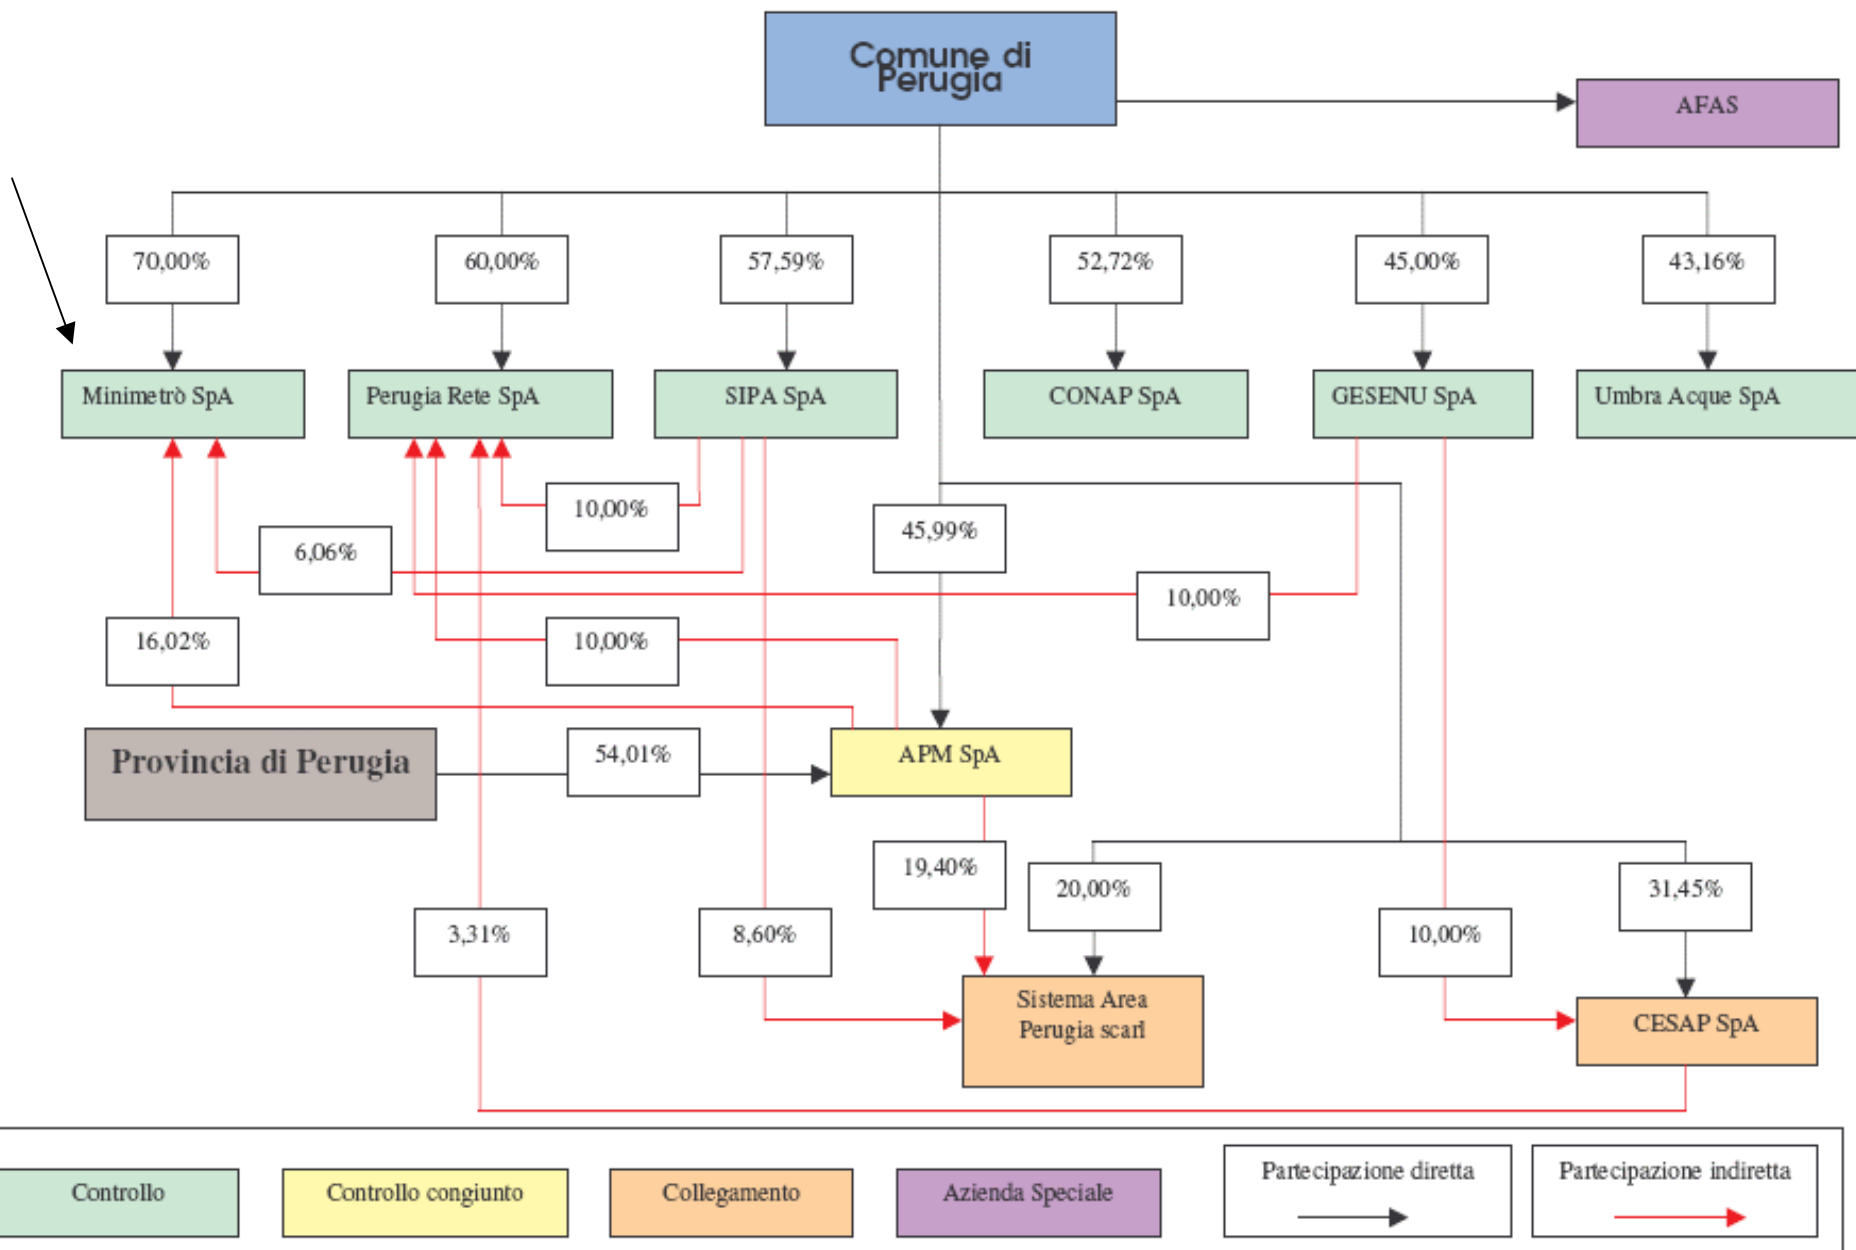 Comune di
Perugia
AFAS
70,00%
60,00%
57,59%
52,72%
45,00%
43,16%
Minimetrò SpA
Perugia Rete SpA
SIPA SpA
CONAP SpA
GESENU SpA
Umbra Acque SpA
10,00%
45,99%
6,06%
10,00%
16,02%
10,00%
Provincia di Perugia
54,01%
APM SpA
19,40%
20,00%
31,45%
3,31%
8,60%
10,00%
Sistema Area
Perugia scarl
CESAP SpA
Controllo
Controllo congiunto
Collegamento
Azienda Speciale
Partecipazione diretta
Partecipazione indiretta